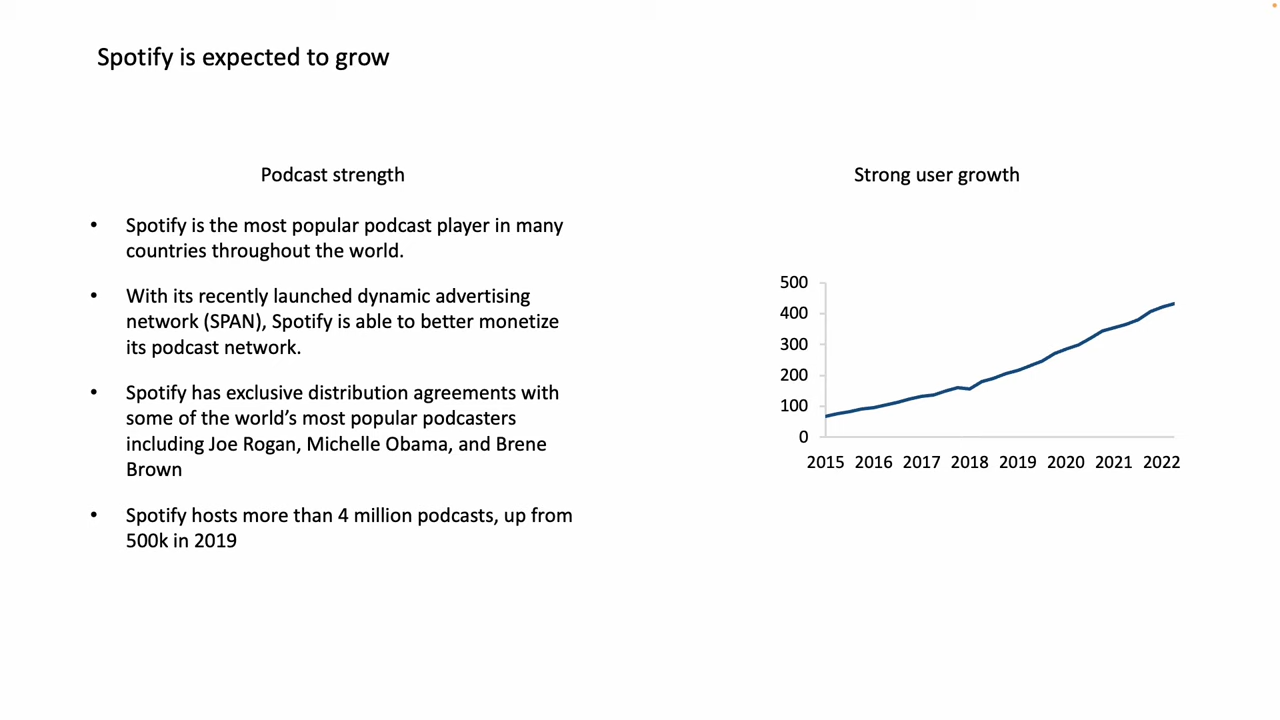 Spotify is expected to grow
Podcast strength
• Spotify is the most popular podcast player in many
countries throughout the world.
• With its recently launched dynamic advertising
network (SPAN), Spotify is able to better monetize
its podcast network.
• Spotify has exclusive distribution agreements with
some of the world’s most popular podcasters
including Joe Rogan, Michelle Obama, and Brene
Brown
• Spotify hosts more than 4 million podcasts, up from
500k in 2019
Strong user growth
500
400
300
200
100
0
2015 2016 2017 2018 2019 2020 2021 2022